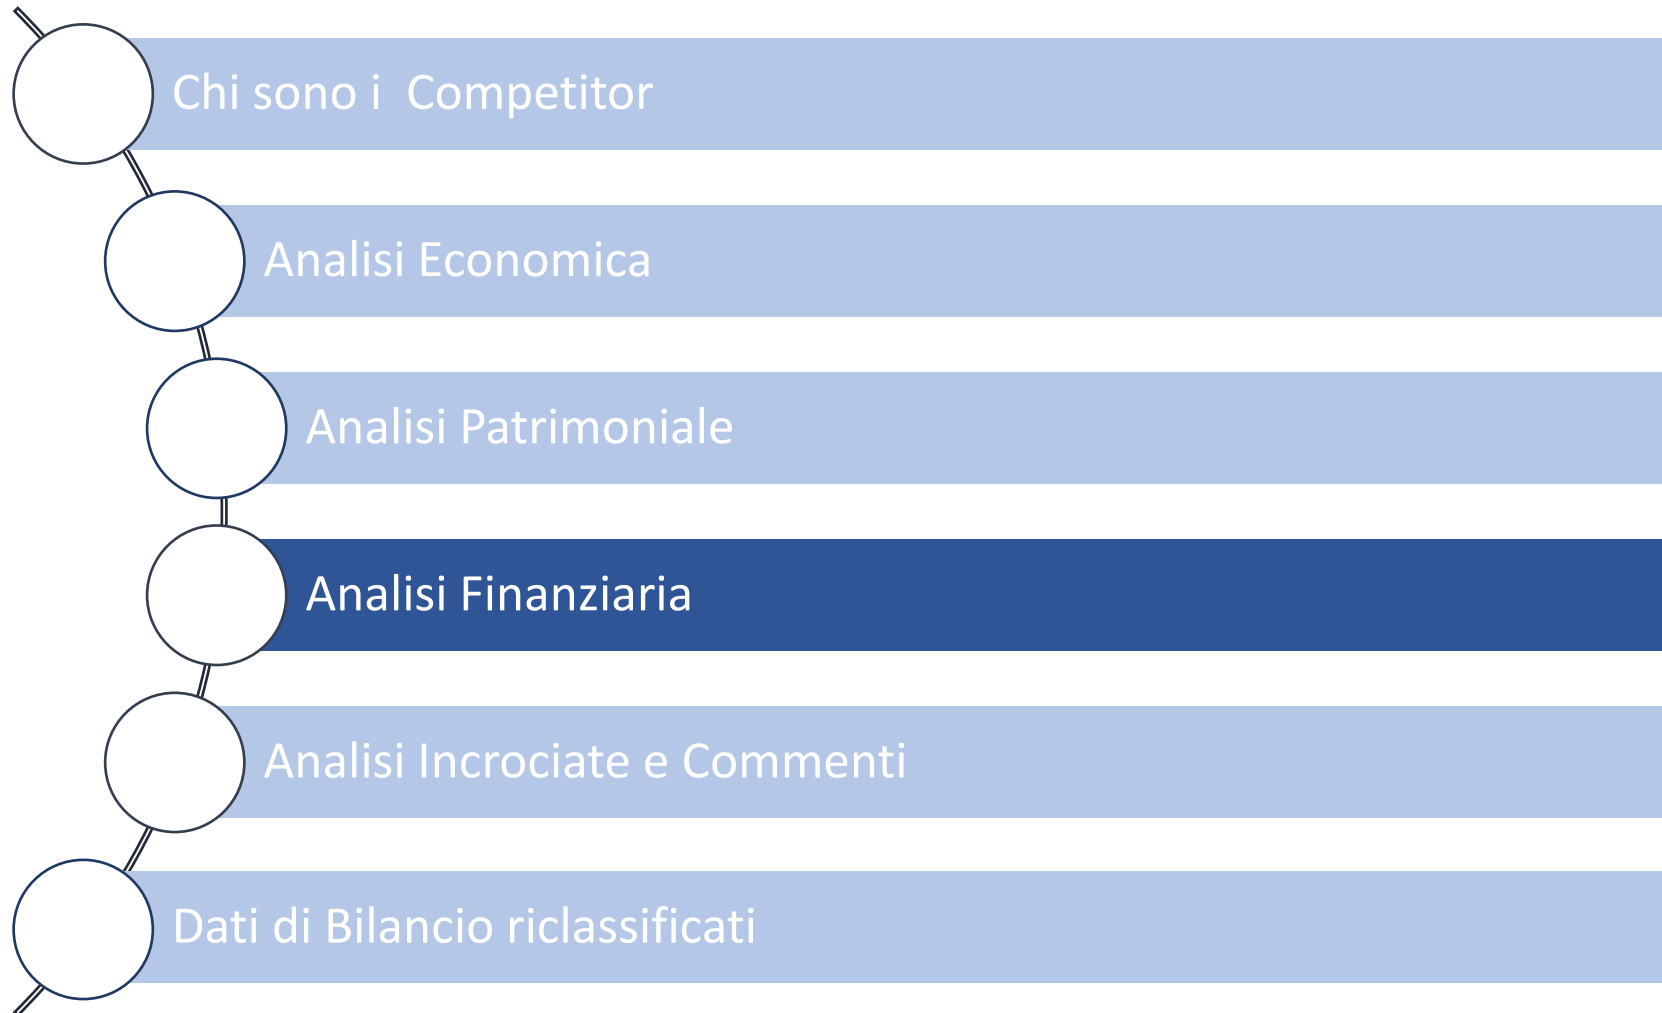 Chi sono i  Competitor
Analisi Economica
Analisi Patrimoniale
Analisi Finanziaria
Analisi Incrociate e Commenti
Dati di Bilancio riclassificati